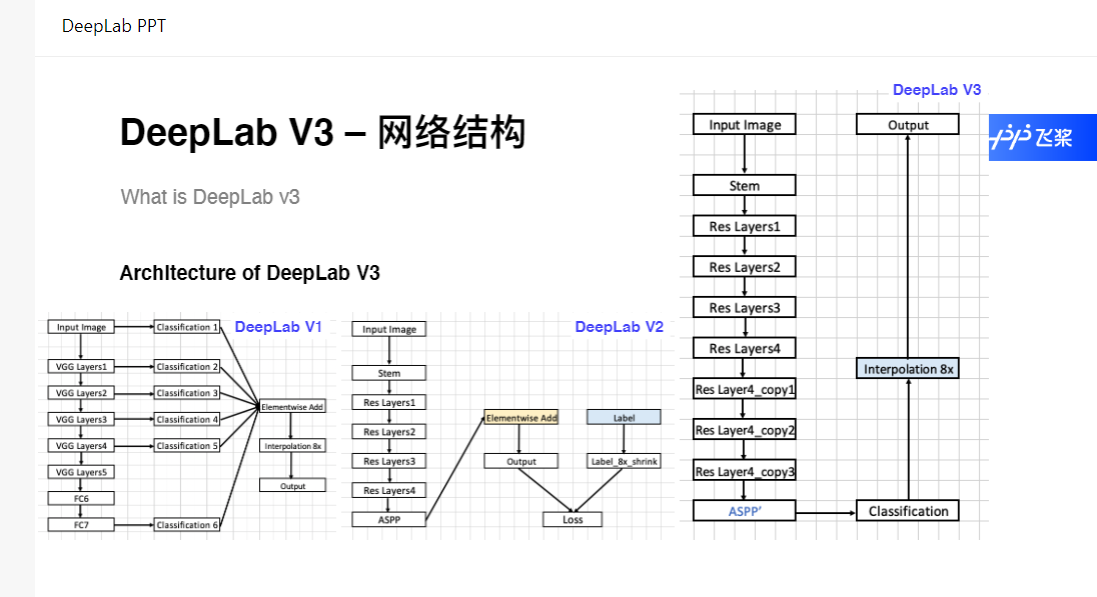 DeepLab PPT
DeepLab V3 – 网络结构
What is DeepLab v3
Architecture of DeepLab V3
DeepLab V1
Input Image
Classification 1
VGG Layers1
Classification 2
VGG Layers2
Classification 3
VGG Layers3
Classification 4
VGG Layers4
Classification 5
VGG Layers5
FC6
FC7
Classification 6
Elementwise Add
Interpolation 8x
Output
DeepLab V2
Input Image
Stem
Res Layers1
Res Layers2
Res Layers3
Res Layers4
ASPP
Elementwise Add
Output
Label
Label_8x_shrink
Loss
DeepLab V3
Input Image
Stem
Res Layers1
Res Layers2
Res Layers3
Res Layers4
Res Layer4_copy1
Res Layer4_copy2
Res Layer4_copy3
ASPP’
Classification
Interpolation 8x
Output
飞桨